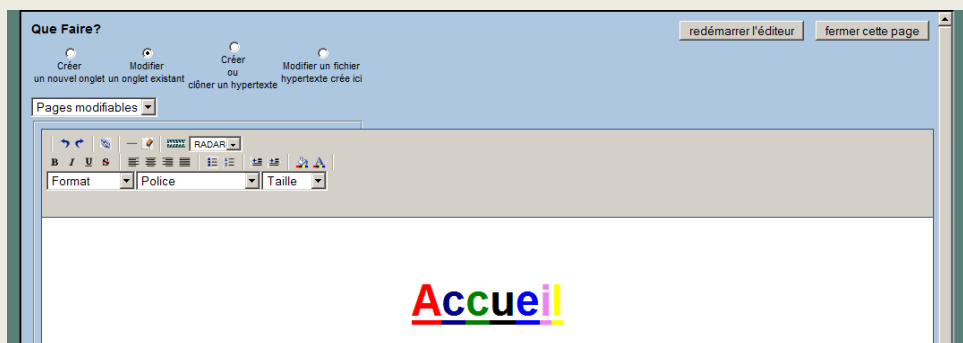 Que Faire?
redémarrer l'éditeur
fermer cette page
Créer
un nouvel onglet
Modifier
un onglet existant
Créer
ou
clôner un hypertexte
Modifier un fichier
hypertexte crée ici
Pages modifiables
RADAR
B I U S
Format
Police
Taille
Accueil